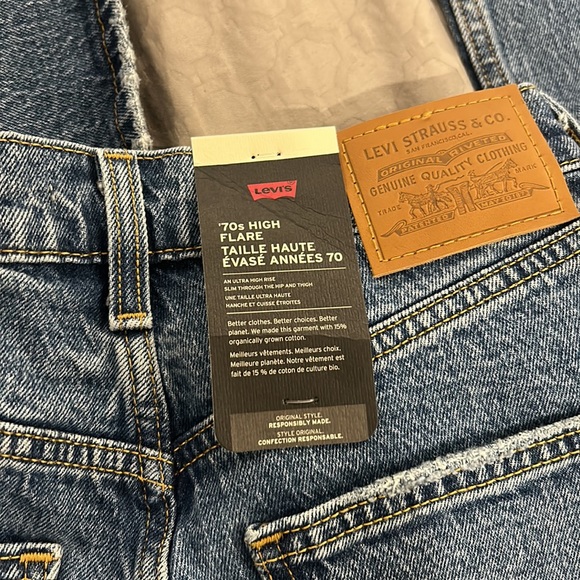 Levi's
'70s HIGH
FLARE
TAILLE HAUTE
ÉVASÉ ANNÉES 70
AN ULTRA HIGH RISE
SLIM THROUGH THE HIP AND THIGH
UNE TAILLE ULTRA HAUTE
HANCHE ET CUISSE ÉTROITES
Better clothes. Better choices. Better
planet. We made this garment with 15%
organically grown cotton.
Meilleurs vêtements. Meilleurs choix.
Meilleure planète. Notre vêtement est
fait de 15 % de coton de culture bio.
ORIGINAL STYLE.
RESPONSIBLY MADE.
STYLE ORIGINAL.
CONFECTION RESPONSABLE.
LEVI STRAUSS & CO.
SAN FRANCISCO, CAL.
ORIGINAL RIVETED
GENUINE QUALITY CLOTHING
TRADE MARK